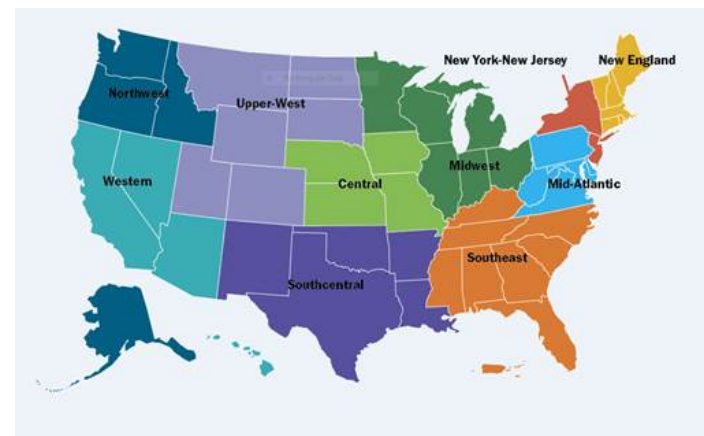 New York-New Jersey
New England
Northwest
Upper-West
Midwest
Western
Central
Mid-Atlantic
Southeast
Southcentral